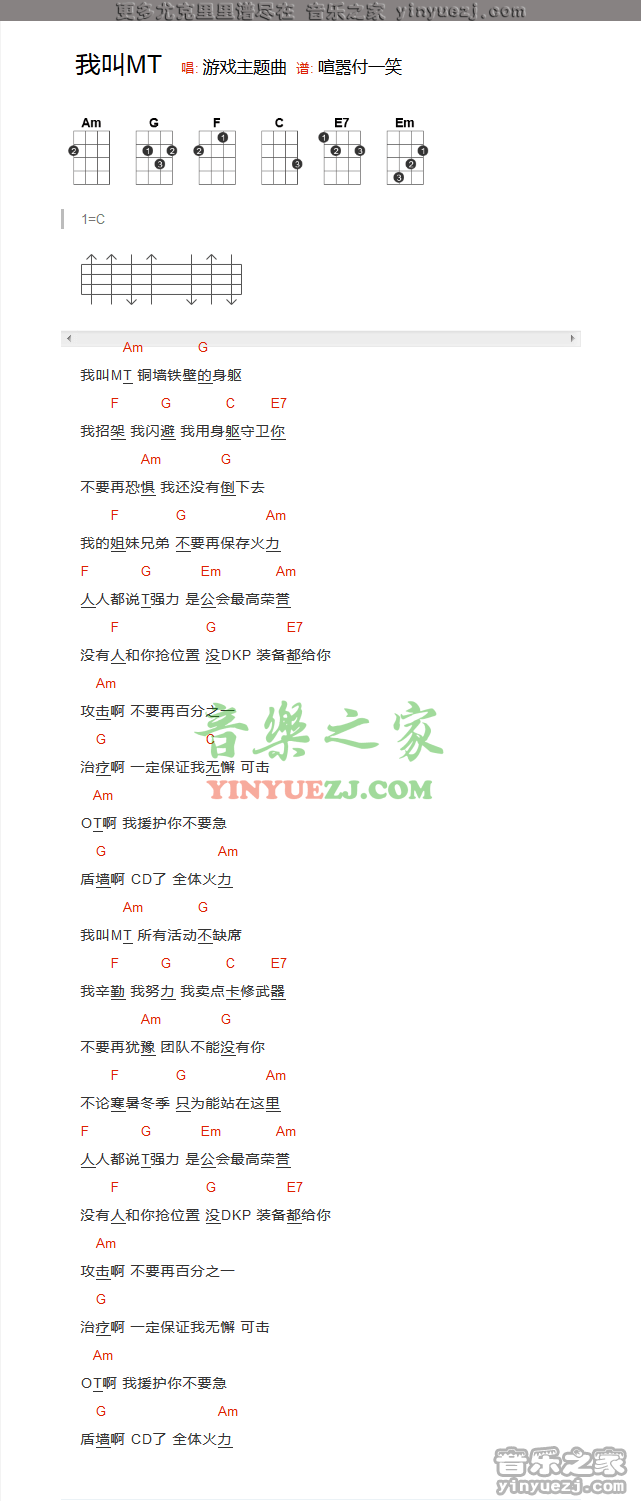 更多尤克里里谱尽在 音乐之家 yinyuezj.com
我叫MT 唱: 游戏主题曲 谱: 喧嚣付一笑
Am G F C E7 Em
2 1 2 3 1 2 3 1 2 3 1 2 3
1=C
Am G
我叫MT 铜墙铁壁的身躯
F G C E7
我招架 我闪避 我用身躯守卫你
Am G
不要再恐惧 我还没有倒下去
F G Am
我的姐妹兄弟 不要再保存火力
F G Em Am
人人都说T强力 是公会最高荣誉
F G E7
没有人和你抢位置 没DKP 装备都给你
Am
攻击啊 不要再百分之一
G C
治疗啊 一定保证我无懈 可击
Am
OT啊 我援护你不要急
G Am
盾墙啊 CD了 全体火力
Am G
我叫MT 所有活动不缺席
F G C E7
我辛勤 我努力 我卖点卡修武器
Am G
不要再犹豫 团队不能没有你
F G Am
不论寒暑冬季 只为能站在这里
F G Em Am
人人都说T强力 是公会最高荣誉
F G E7
没有人和你抢位置 没DKP 装备都给你
Am
攻击啊 不要再百分之一
G
治疗啊 一定保证我无懈 可击
Am
OT啊 我援护你不要急
G Am
盾墙啊 CD了 全体火力
音樂之家
YINYUEZJ.COM
音乐之家
yinyuezj.com